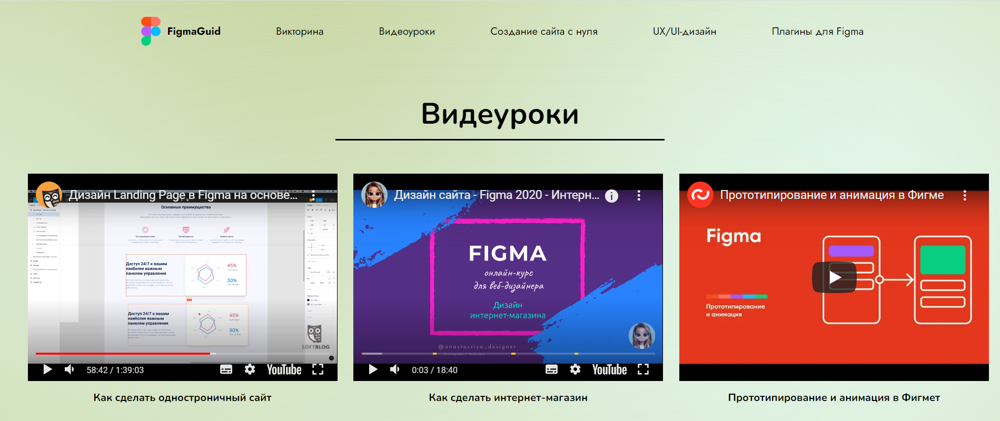 FigmaGuid
Викторина
Видеоуроки
Создание сайта с нуля
UX/UI-дизайн
Плагины для Figma
Видеуроки
Дизайн Landing Page в Figma на основе...
Основные преимущества
Доступ 24/7 к вашим
наиболее важным
панелям управления
45%
30%
Доступ 24/7 к вашим
наиболее важным
панелям управления
45%
30%
LOFTBLOG
58:42 / 1:39:03
YouTube
Как сделать одностроничный сайт
Дизайн сайта - Figma 2020 - Интерн...
FIGMA
онлайн-курс
для веб-дизайнера
Дизайн
интернет-магазина
@anastassiya_designer
Instagram / Youtube
0:03 / 18:40
YouTube
Как сделать интернет-магазин
Прототипирование и анимация в Фигме
Figma
Прототипирование
и анимация
Прототипирование и анимация в Фигмет